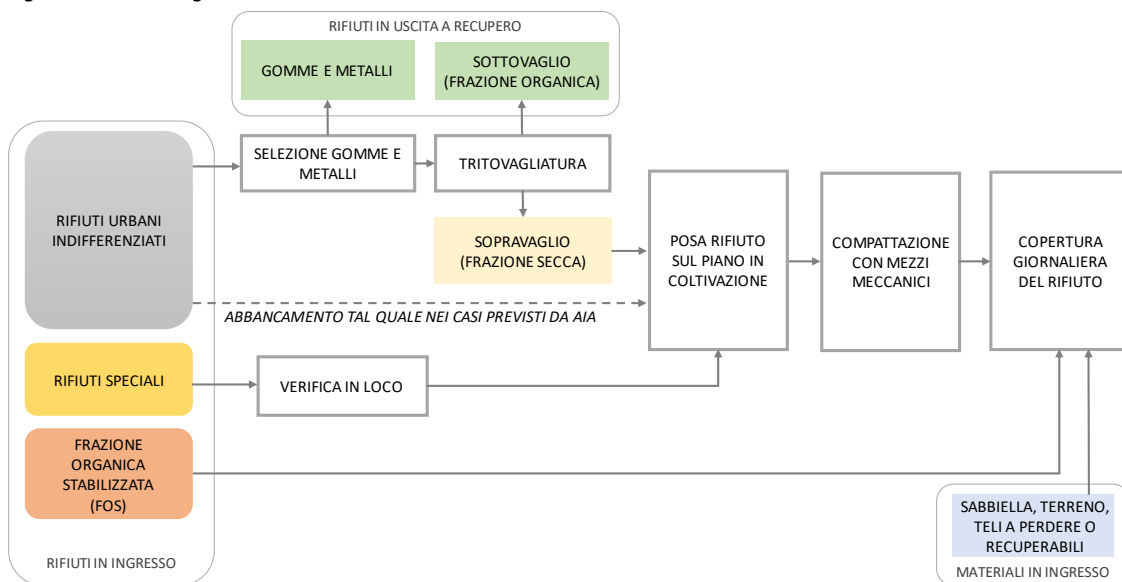 RIFIUTI IN USCITA A RECUPERO
GOMME E METALLI
SOTTOVAGLIO
(FRAZIONE ORGANICA)
RIFIUTI URBANI
INDIFFERENZIATI
SELEZIONE GOMME E
METALLI
TRITOVAGLIATURA
SOPRAVAGLIO
(FRAZIONE SECCA)
POSA RIFIUTO
SUL PIANO IN
COLTIVAZIONE
COMPATTAZIONE
CON MEZZI
MECCANICI
COPERTURA
GIORNALIERA
DEL RIFIUTO
ABBANCAMENTO TAL QUALE NEI CASI PREVISTI DA AIA
RIFIUTI SPECIALI
VERIFICA IN LOCO
FRAZIONE
ORGANICA
STABILIZZATA
(FOS)
RIFIUTI IN INGRESSO
SABBIELLA, TERRENO,
TELI A PERDERE O
RECUPERABILI
MATERIALI IN INGRESSO